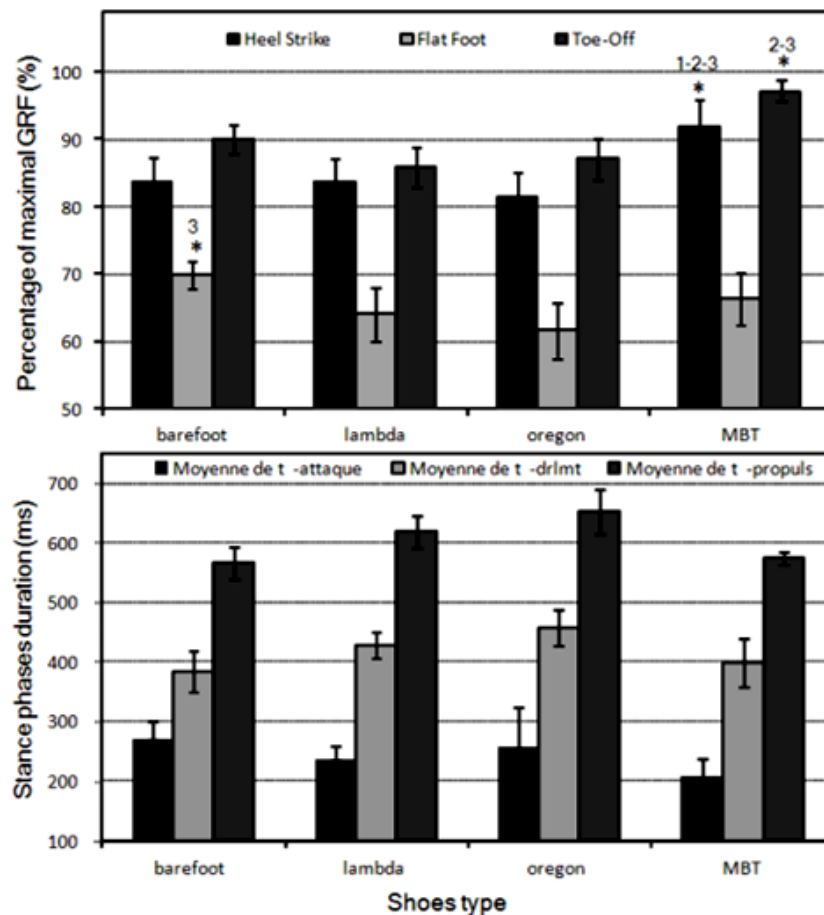 Heel Strike Flat Foot Toe-Off
Percentage of maximal GRF (%)
100
90
80
70
60
50
3
*
1-2-3
*
2-3
*
barefoot lambda oregon MBT
Moyenne de t -attaque Moyenne de t -drlmt Moyenne de t -propuls
Stance phases duration (ms)
700
600
500
400
300
200
100
barefoot lambda oregon MBT
Shoes type